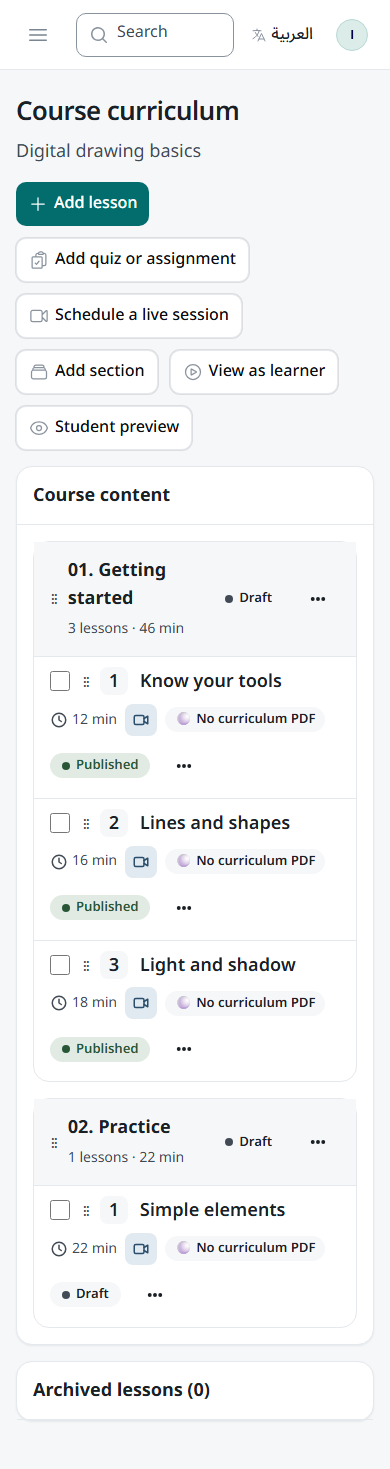 Search
العربية
I
Course curriculum
Digital drawing basics
Add lesson
Add quiz or assignment
Schedule a live session
Add section
View as learner
Student preview
Course content
01. Getting
started
Draft
3 lessons · 46 min
1 Know your tools
12 min
No curriculum PDF
Published
2 Lines and shapes
16 min
No curriculum PDF
Published
3 Light and shadow
18 min
No curriculum PDF
Published
02. Practice
Draft
1 lessons · 22 min
1 Simple elements
22 min
No curriculum PDF
Draft
Archived lessons (0)